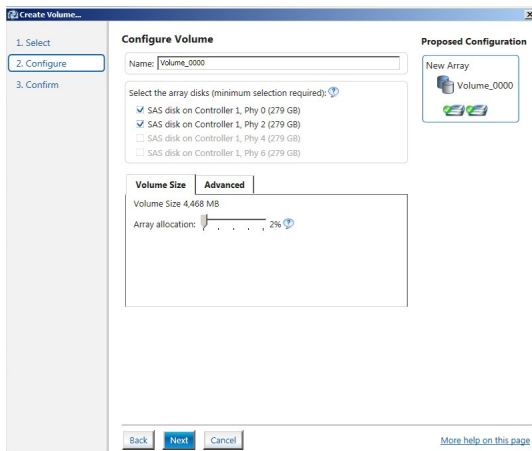 Create Volume...
1. Select
2. Configure
3. Confirm
Configure Volume
Name: Volume_0000
Select the array disks (minimum selection required):
SAS disk on Controller 1, Phy 0 (279 GB)
SAS disk on Controller 1, Phy 2 (279 GB)
SAS disk on Controller 1, Phy 4 (279 GB)
SAS disk on Controller 1, Phy 6 (279 GB)
Volume Size
Advanced
Volume Size 4,468 MB
Array allocation: 2%
Proposed Configuration
New Array
Volume_0000
Back
Next
Cancel
More help on this page